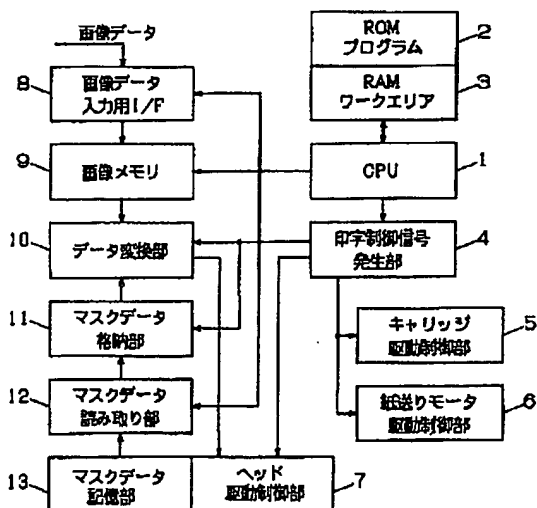 画像データ
8
画像データ
入力用I/F
9
画像メモリ
10
データ変換部
11
マスクデータ
格納部
12
マスクデータ
読み取り部
13
マスクデータ
記憶部
ROM
プログラム
2
RAM
ワークエリア
3
CPU
1
印字制御信号
発生部
4
キャリッジ
駆動制御部
5
紙送りモータ
駆動制御部
6
ヘッド
駆動制御部
7